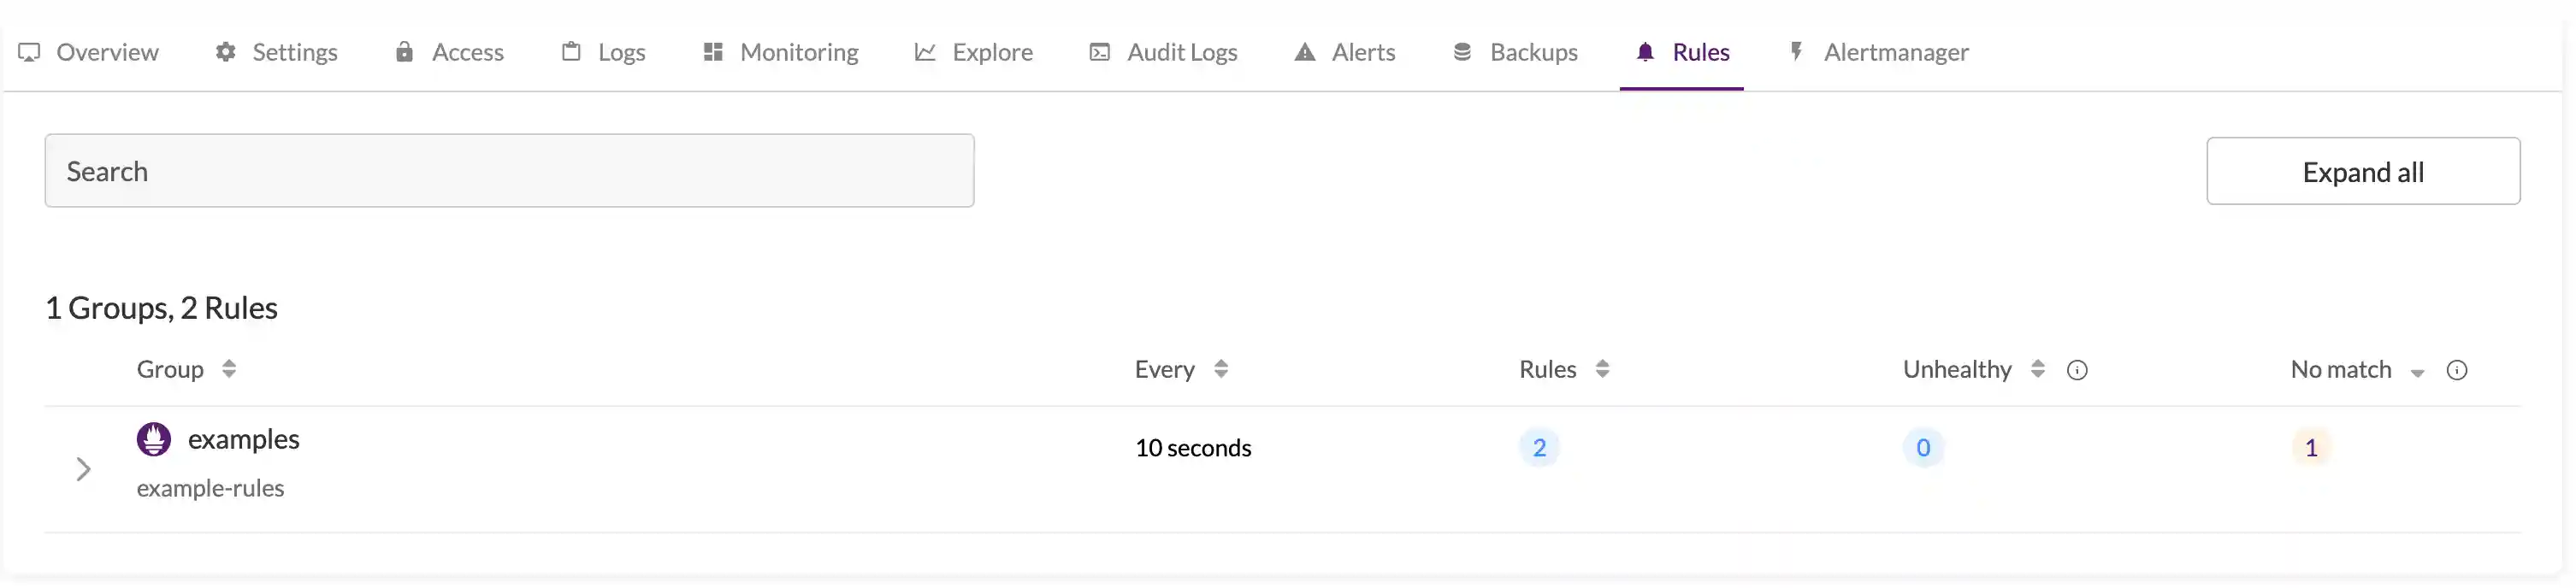 Overview Settings Access Logs Monitoring Explore Audit Logs Alerts Backups Rules Alertmanager
Search
Expand all
1 Groups, 2 Rules
Group Every Rules Unhealthy No match
examples 10 seconds 2 0 1
example-rules